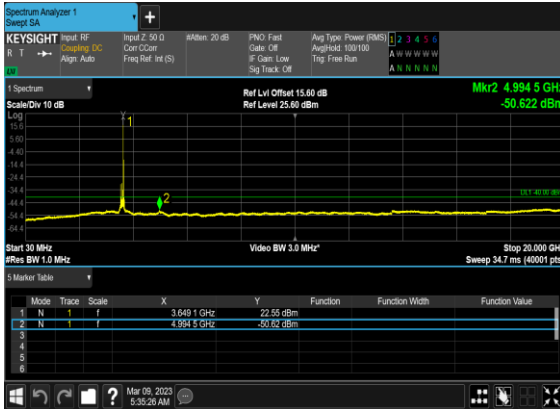 Spectrum Analyzer 1
Swept SA
+
KEYSIGHT Input: RF Input Z: 50 Ω #Atten: 20 dB PNO: Fast Avg Type: Power (RMS) 1 2 3 4 5 6
R T Coupling: DC Corr CCorr Gate: Off Avg|Hold: 100/100 A W W W W W
Align: Auto Freq Ref: Int (S) IF Gain: Low Trig: Free Run
Sig Track: Off A N N N N N
1 Spectrum Ref Lvl Offset 15.60 dB Mkr2 4.994 5 GHz
Scale/Div 10 dB Ref Level 25.60 dBm -50.622 dBm
Log
15.6
5.60
-4.40
-14.4
-24.4
-34.4
-44.4
-54.4
-64.4
1
2
DL1 -40.00 dBm
Start 30 MHz Video BW 3.0 MHz* Stop 20.000 GH
#Res BW 1.0 MHz Sweep 34.7 ms (40001 pts
5 Marker Table
Mode Trace Scale X Y Function Function Width Function Value
1 N 1 f 3.649 1 GHz 22.55 dBm
2 N 1 f 4.994 5 GHz -50.62 dBm
3
4
5
6
? Mar 09, 2023
5:35:26 AM